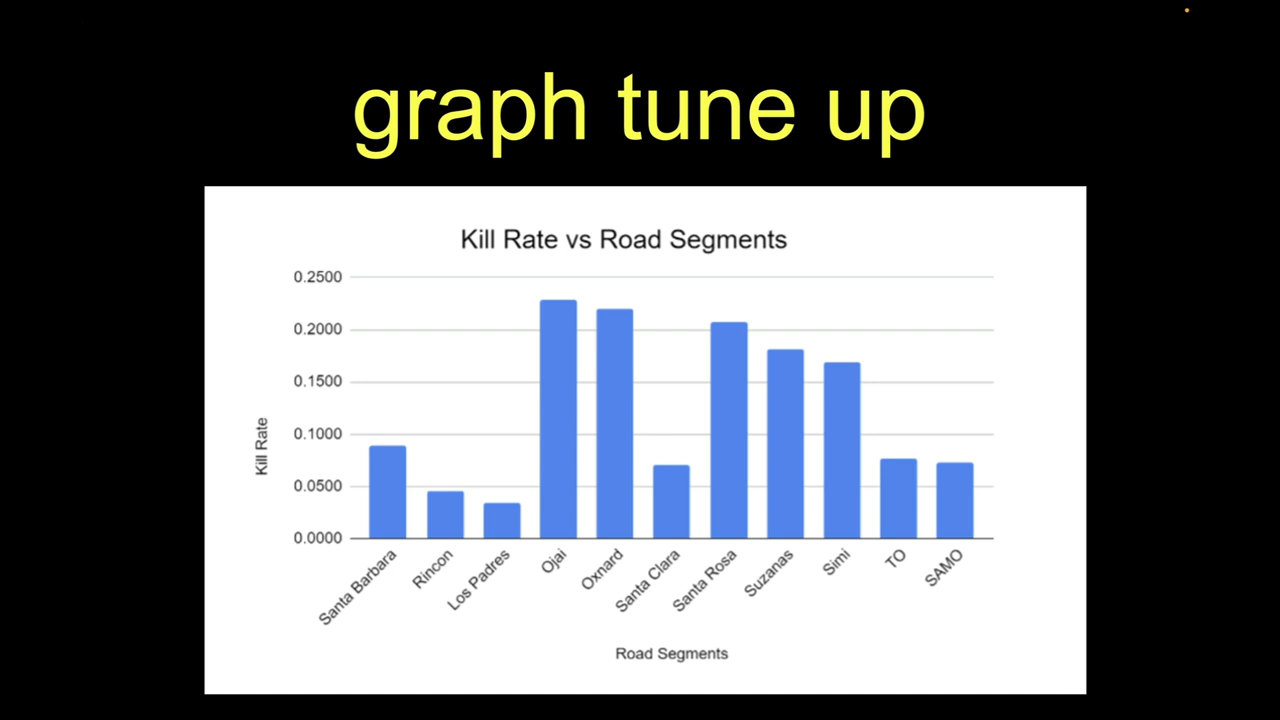 graph tune up
Kill Rate vs Road Segments
0.2500
0.2000
0.1500
0.1000
0.0500
0.0000
Kill Rate
Santa Barbara
Rincon
Los Padres
Ojai
Oxnard
Santa Clara
Santa Rosa
Suzanas
Simi
TO
SAMO
Road Segments